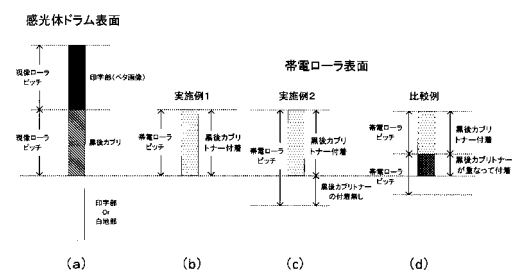 感光体ドラム表面
現像ローラ
ピッチ
印字部(ベタ画像)
現像ローラ
ピッチ
黒後カブリ
印字部
Or
白地部
(a)
帯電ローラ表面
実施例1
帯電ローラ
ピッチ
黒後カブリ
トナー付着
(b)
実施例2
帯電ローラ
ピッチ
黒後カブリ
トナー付着
黒後カブリトナー
の付着無し
(c)
比較例
帯電ローラ
ピッチ
黒後カブリ
トナー付着
帯電ローラ
ピッチ
黒後カブリトナー
が重なって付着
(d)